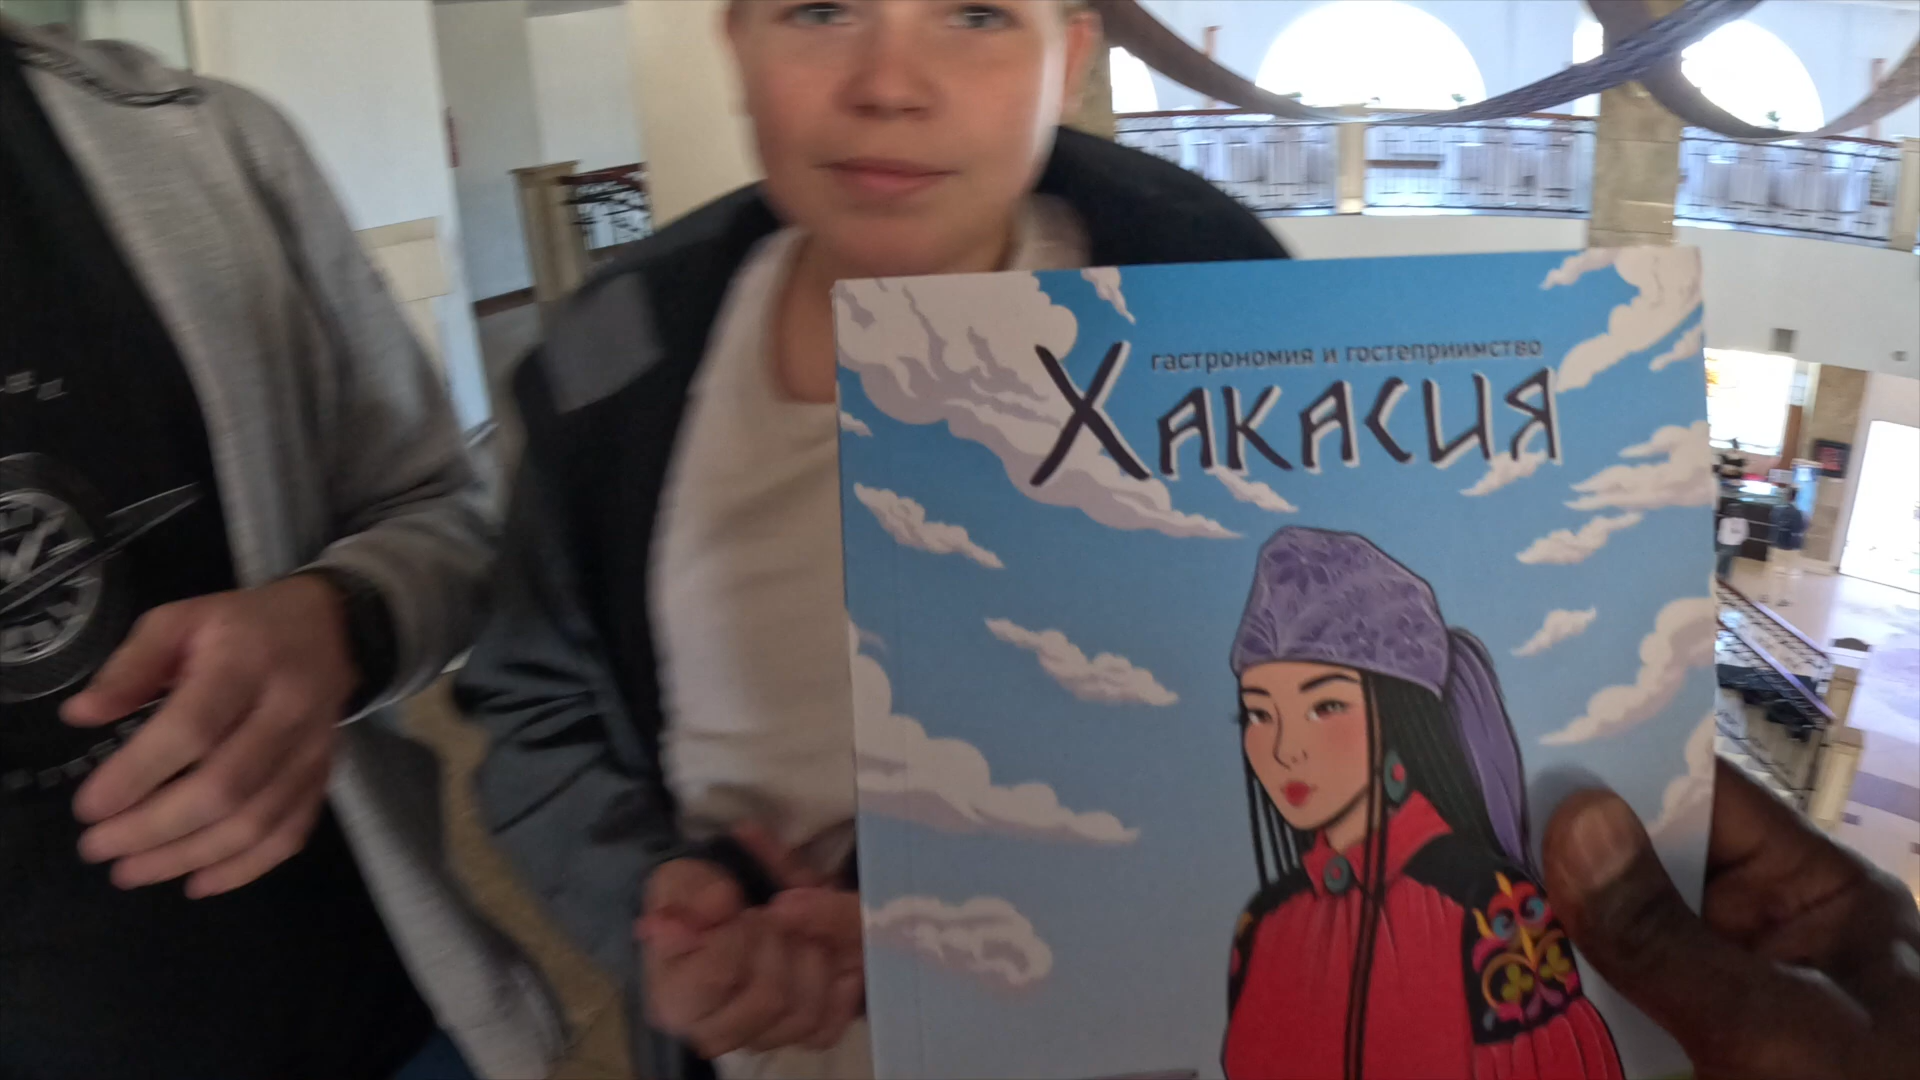 гастрономия и гостеприимство
Хакасия